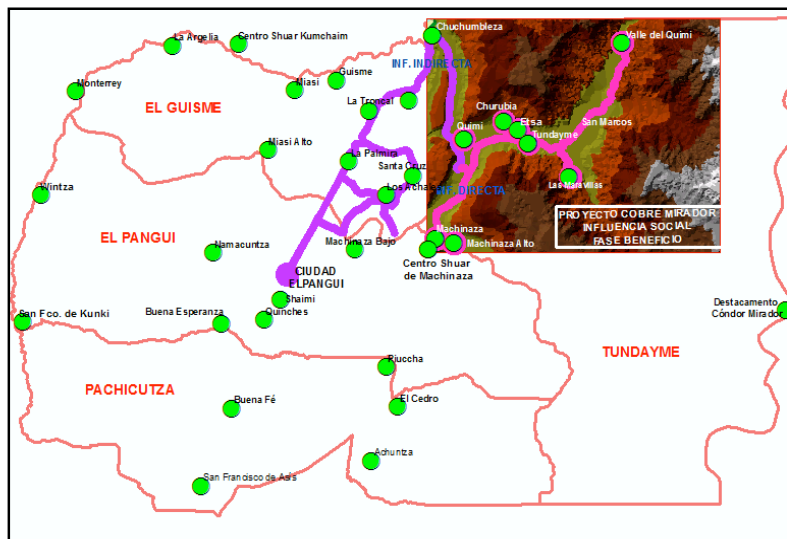 Chuchumbleza
La Argelia
Centro Shuar Kumchaim
Valle del Quimi
INF. INDIRECTA
Guisme
Monterrey
Miasi
EL GUISME
La Troncal
Churubia
Etsa
San Marcos
Quimi
Tundayme
Miasi Alto
La Palmira
Santa Cruz
Las Maravillas
Wintza
Los Achales
INF. DIRECTA
PROYECTO COBRE MIRADOR
INFLUENCIA SOCIAL
FASE BENEFICIO
EL PANGUI
Machinaza
Namacuntza
Machinaza Bajo
Machinaza Alto
Centro Shuar
de Machinaza
CIUDAD
ELPANGUI
Shaimi
Destacamento
Cóndor Mirador
San Fco. de Kunki
Buena Esperanza
Quinches
TUNDAYME
Piuccha
PACHICUTZA
Buena Fé
El Cedro
Achuntza
San Francisco de Asís